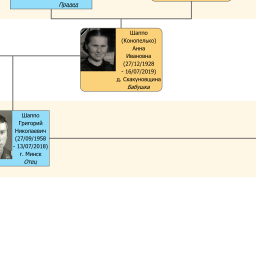 Прадед
Шаппо
(Конопелько)
Анна
Ивановна
(27/12/1928
- 16/07/2019)
д. Скакуновщина
Бабушка
Шаппо
Григорий
Николаевич
(27/09/1958
- 13/07/2018)
г. Минск
Отец